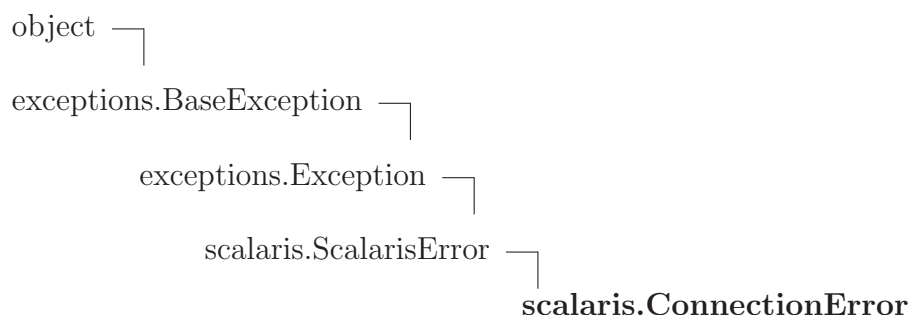 object
exceptions.BaseException
exceptions.Exception
scalaris.ScalarisError
scalaris.ConnectionError